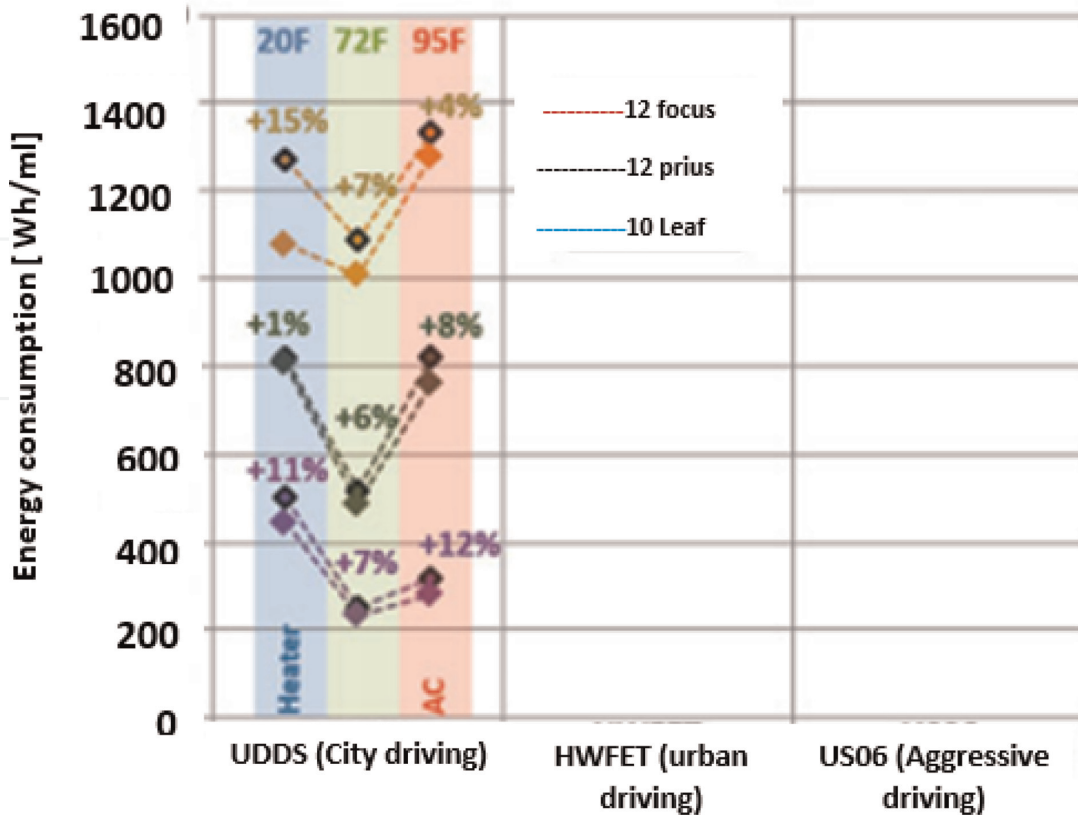 1600
1400
1200
1000
800
600
400
200
0
Energy consumption [ Wh/ml]
20F 72F 95F
+15%
+7%
+4%
+1%
+6%
+8%
+11%
+7%
+12%
Heater
AC
12 focus
12 prius
10 Leaf
UDDS (City driving)
HWFET (urban
driving)
US06 (Aggressive
driving)